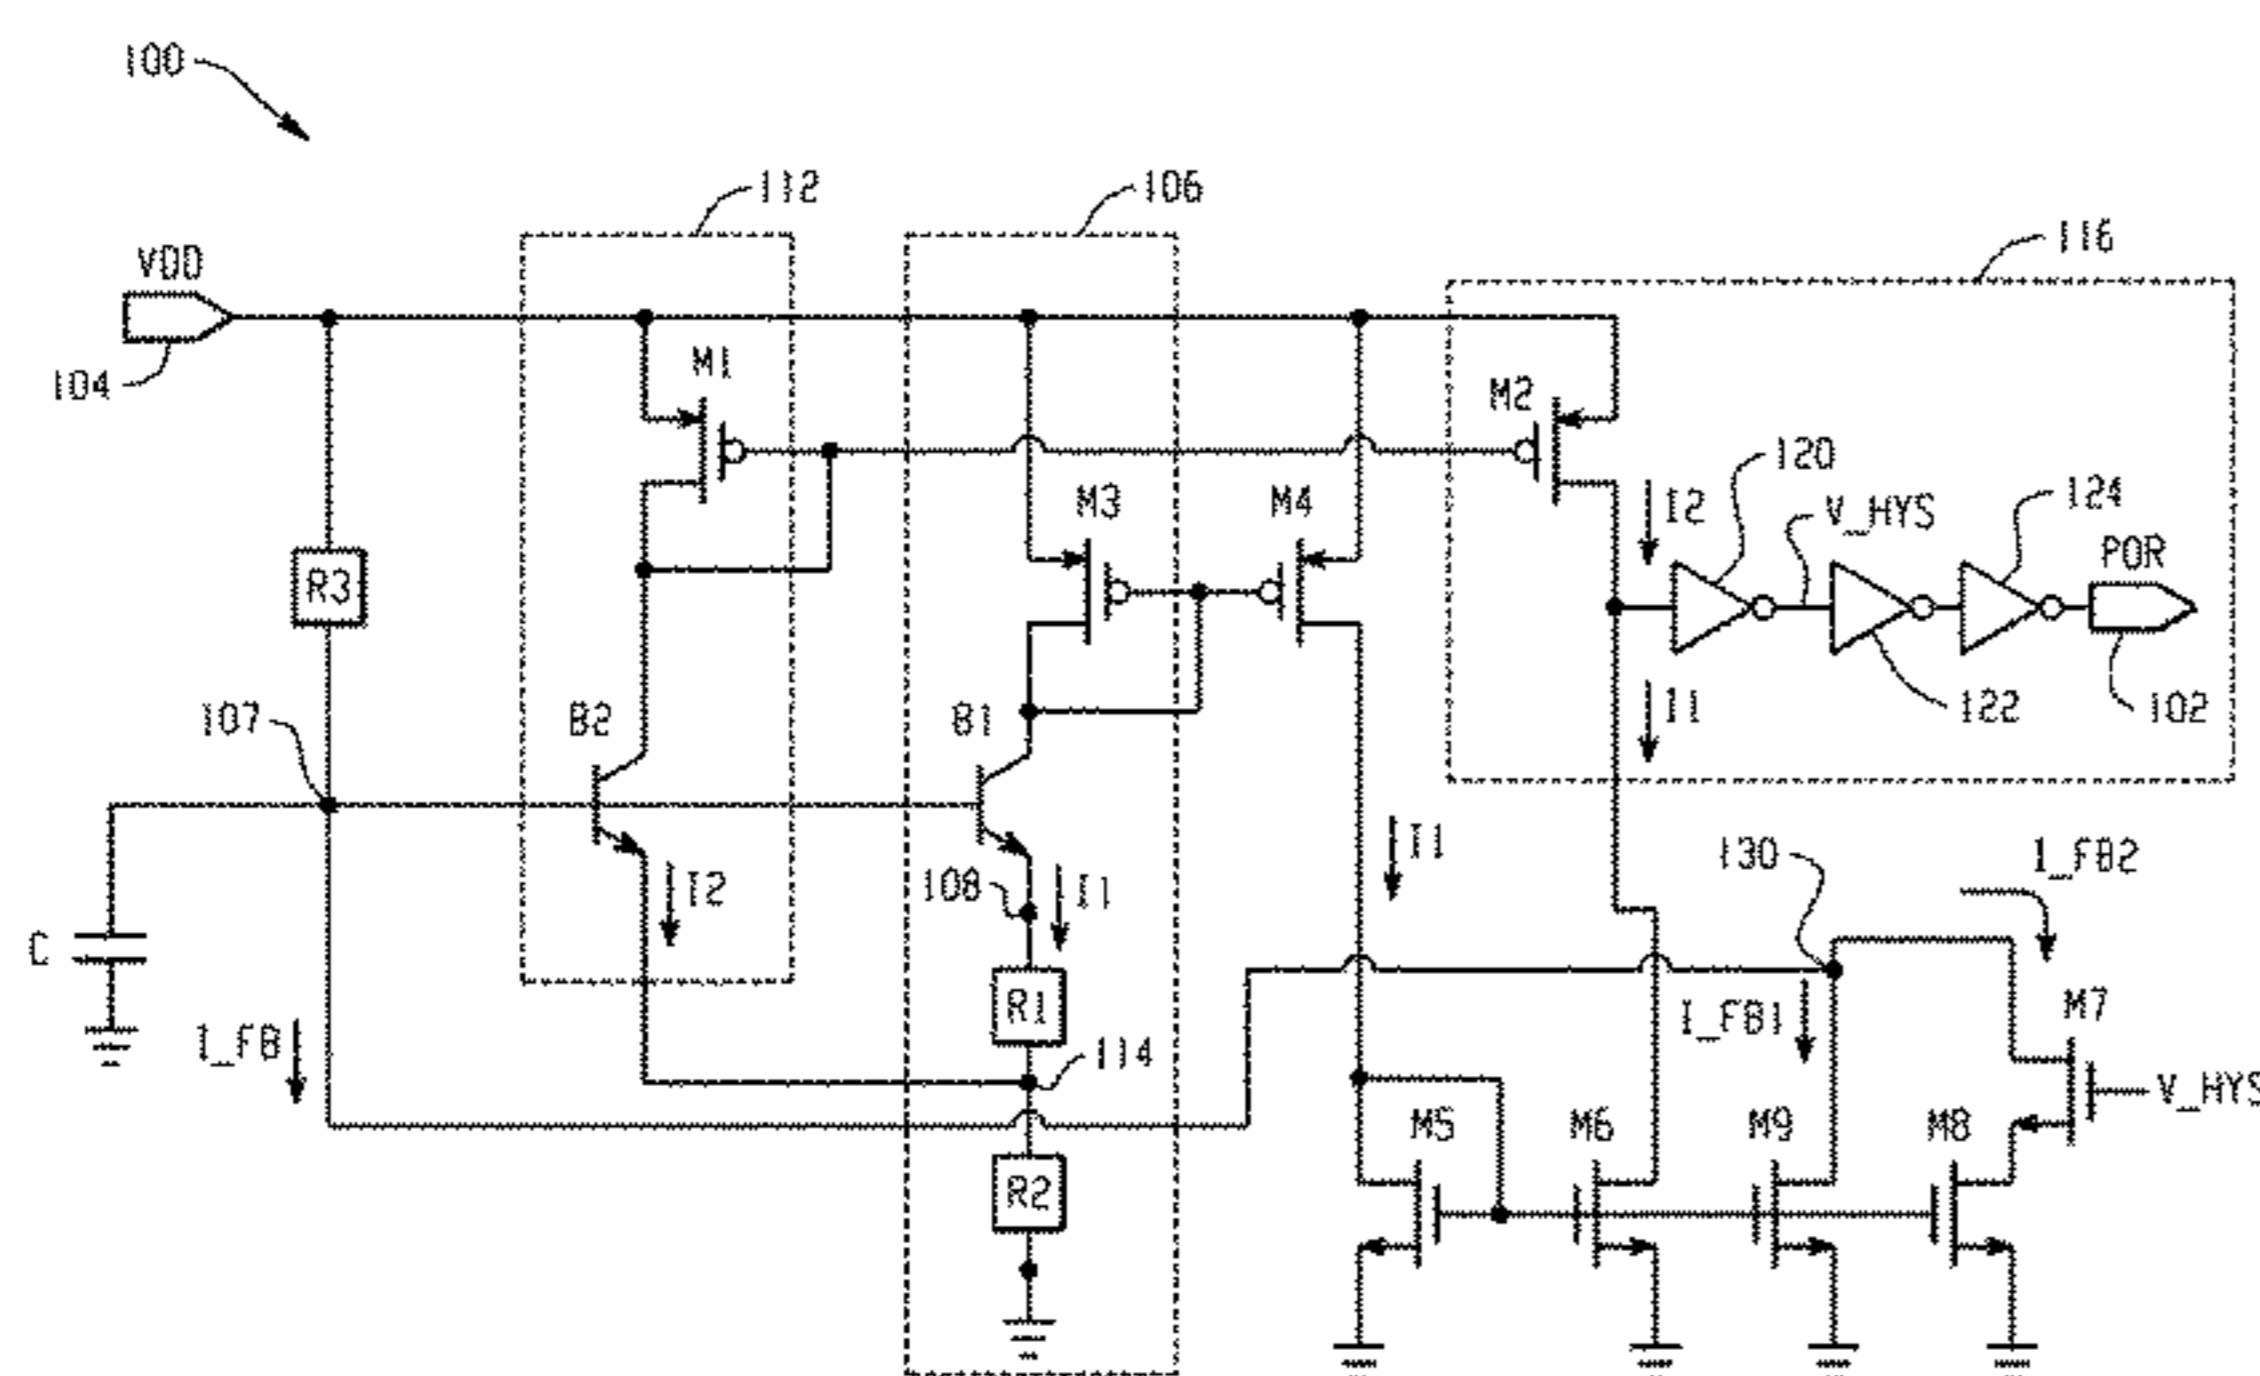 100
112
106
116
VDD
104
M1
M2
120
M3
M4
I2
V_HYS
124
POR
R3
107
B2
B1
I1
122
102
108
I2
I1
I1
130
I_FB2
C
I_FB
R1
114
I_FB1
M7
V_HYS
M5
M6
M9
M8
R2